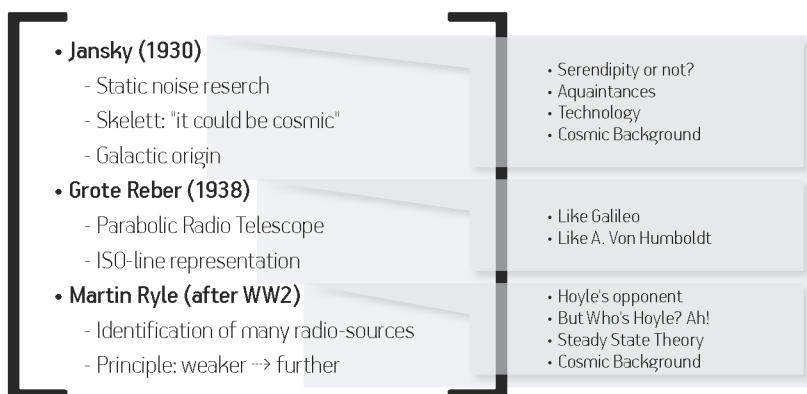 • Jansky (1930)
- Static noise reserch
- Skelett: "it could be cosmic"
- Galactic origin
• Serendipity or not?
• Aquaintances
• Technology
• Cosmic Background
• Grote Reber (1938)
- Parabolic Radio Telescope
- ISO-line representation
• Like Galileo
• Like A. Von Humboldt
• Martin Ryle (after WW2)
- Identification of many radio-sources
- Principle: weaker --> further
• Hoyle's opponent
• But Who's Hoyle? Ah!
• Steady State Theory
• Cosmic Background